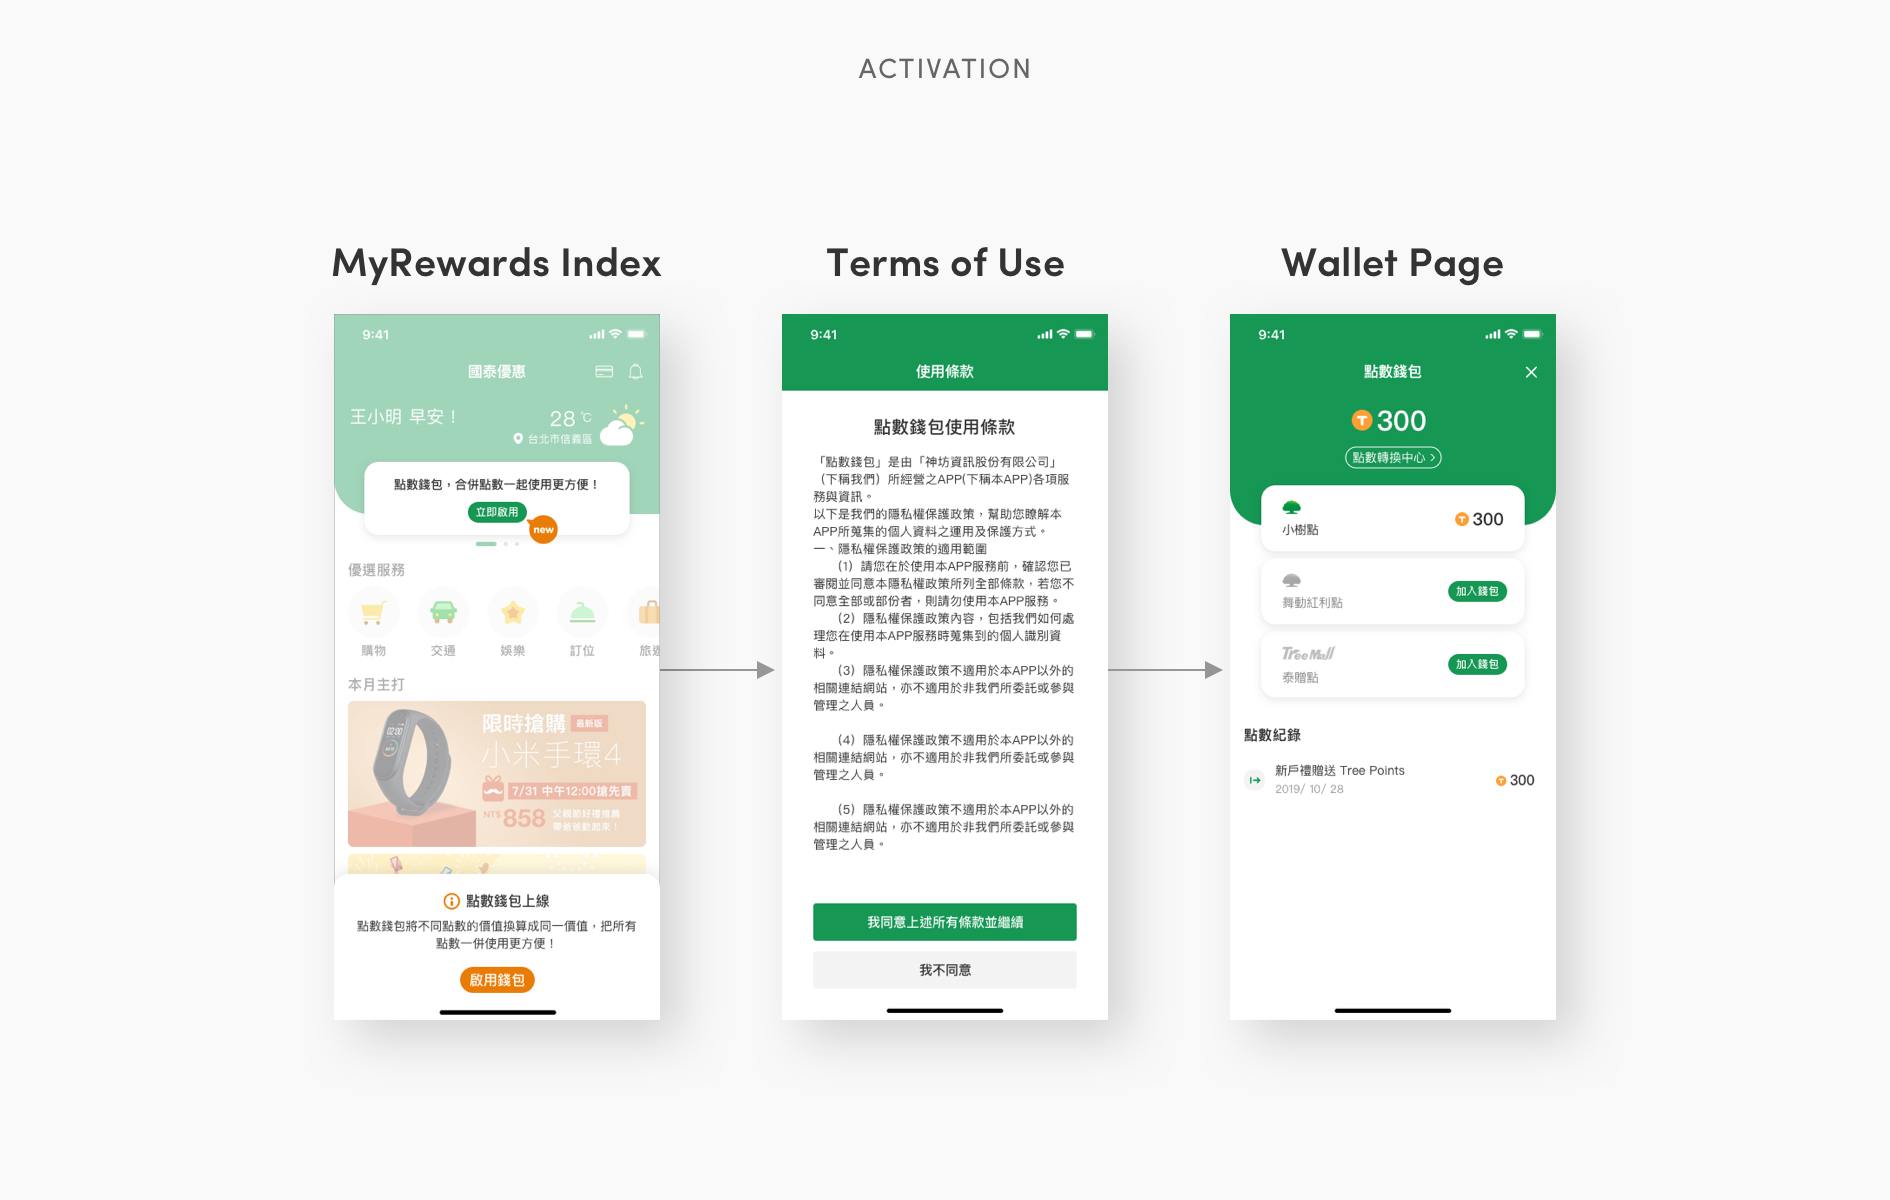 ACTIVATION
MyRewards Index
9:41
國泰優惠
王小明 早安！
28 °C
台北市信義區
點數錢包，合併點數一起使用更方便！
立即啟用
new
優選服務
購物
交通
娛樂
訂位
本月主打
限時搶購 最新版
小米手環4
7/31 中午12:00搶先賣
NT$ 858
父親節好禮推薦
帶爸爸動起來！
點數錢包上線
點數錢包將不同點數的價值換算成同一價值，把所有
點數一併使用更方便！
啟用錢包
Terms of Use
9:41
使用條款
點數錢包使用條款
「點數錢包」是由「神坊資訊股份有限公司」
（下稱我們）所經營之APP(下稱本APP)各項服
務與資訊。
以下是我們的隱私權保護政策，幫助您瞭解本
APP所蒐集的個人資料之運用及保護方式。
一、隱私權保護政策的適用範圍
（1）請您在於使用本APP服務前，確認您已
審閱並同意本隱私權政策所列全部條款，若您不
同意全部或部份者，則請勿使用本APP服務。
（2）隱私權保護政策內容，包括我們如何處
理您在使用本APP服務時蒐集到的個人識別資
料。
（3）隱私權保護政策不適用於本APP以外的
相關連結網站，亦不適用於非我們所委託或參與
管理之人員。
（4）隱私權保護政策不適用於本APP以外的
相關連結網站，亦不適用於非我們所委託或參與
管理之人員。
（5）隱私權保護政策不適用於本APP以外的
相關連結網站，亦不適用於非我們所委託或參與
管理之人員。
我同意上述所有條款並繼續
我不同意
Wallet Page
9:41
點數錢包
T 300
點數轉換中心
小樹點
T 300
舞動紅利點
加入錢包
TreeMall
泰贈點
加入錢包
點數紀錄
新戶禮贈送 Tree Points
2019/ 10/ 28
T 300